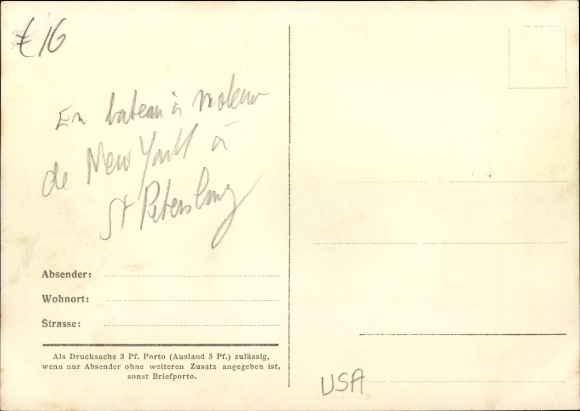 €16
En bateau à moteur
de New York à
St Petersburg
Absender:
Wohnort:
Strasse:
Als Drucksache 3 Pf. Porto (Ausland 5 Pf.) zulässig,
wenn nur Absender ohne weiteren Zusatz angegeben ist,
sonst Briefporto.
USA